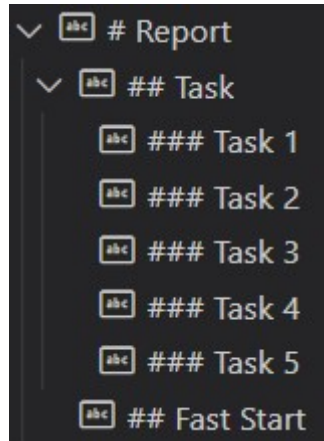 # Report
## Task
### Task 1
### Task 2
### Task 3
### Task 4
### Task 5
## Fast Start